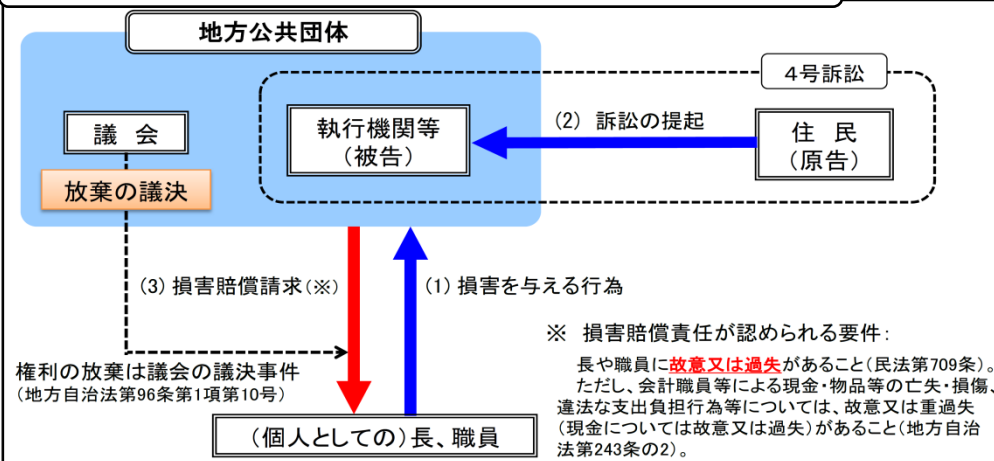 地方公共団体
4号訴訟
議 会
放棄の議決
執行機関等
(被告)
(2) 訴訟の提起
住 民
(原告)
(3) 損害賠償請求(※)
(1) 損害を与える行為
権利の放棄は議会の議決事件
(地方自治法第96条第1項第10号)
(個人としての)長、職員
※ 損害賠償責任が認められる要件:
長や職員に故意又は過失があること(民法第709条)。
ただし、会計職員等による現金・物品等の亡失・損傷、
違法な支出負担行為等については、故意又は重過失
(現金については故意又は過失)があること(地方自治
法第243条の2)。